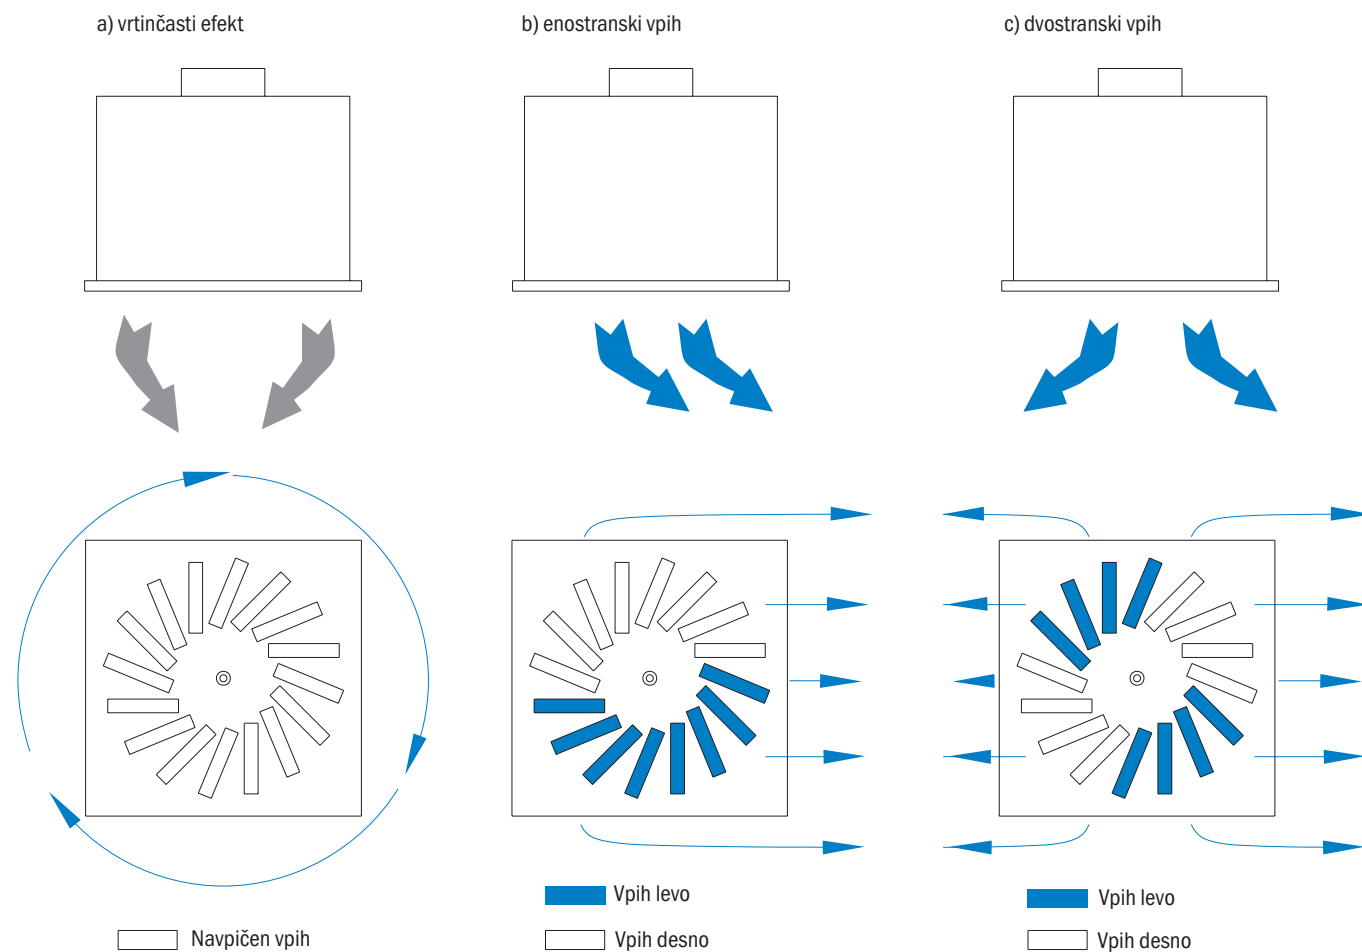 a) vrtinčasti efekt
b) enostranski vpih
c) dvostranski vpih
Navpičen vpih
Vpih levo
Vpih desno
Vpih levo
Vpih desno